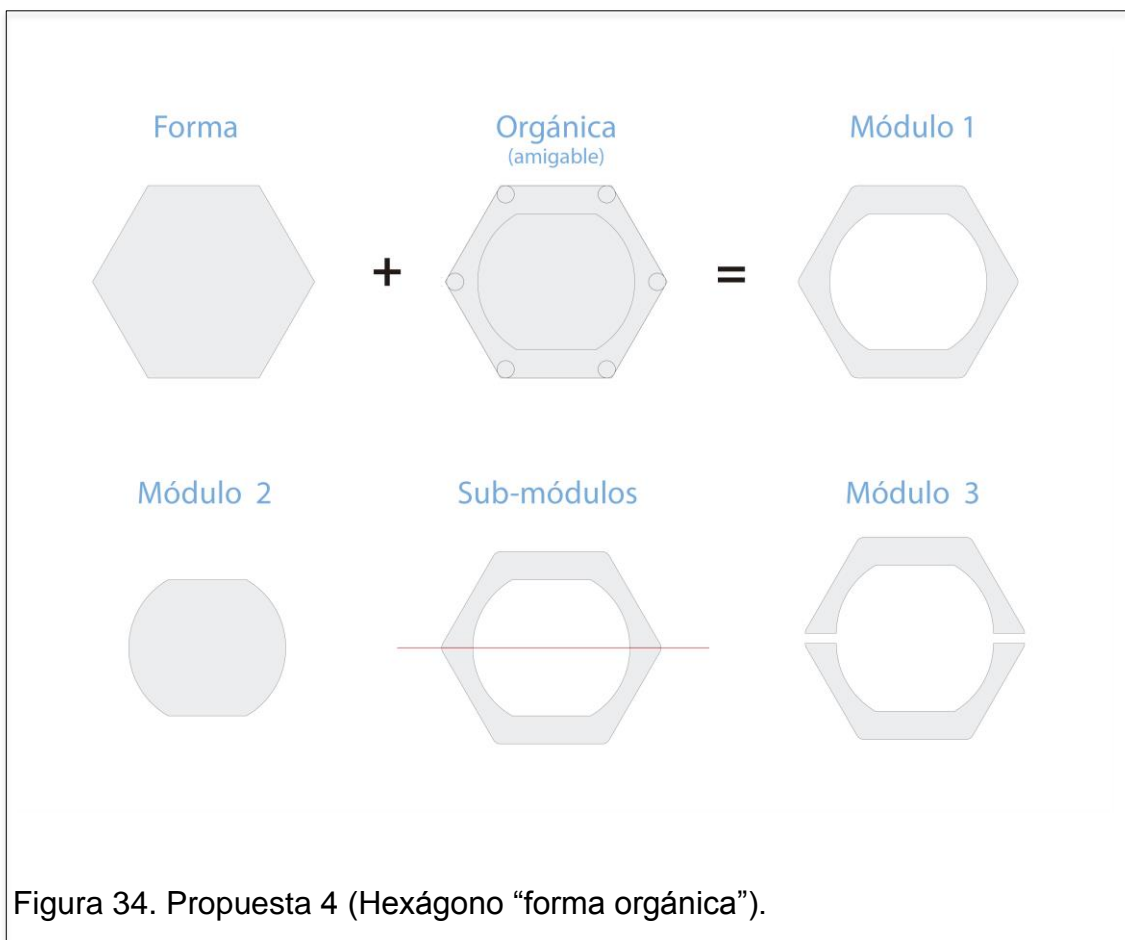 Forma
Orgánica
(amigable)
Módulo 1
+
=
Módulo 2
Sub-módulos
Módulo 3
Figura 34. Propuesta 4 (Hexágono “forma orgánica”).